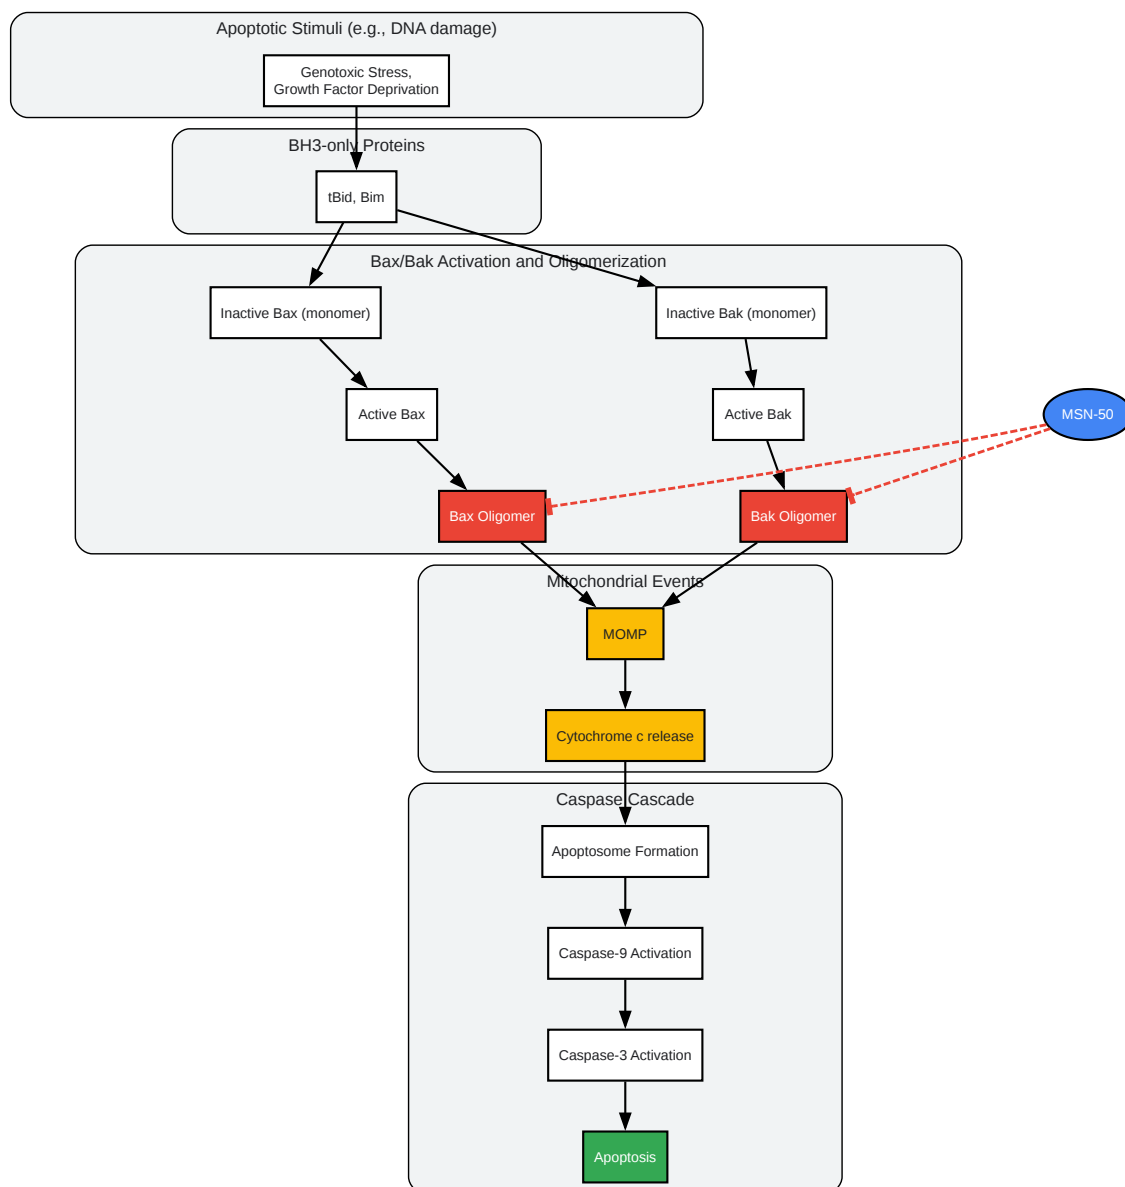 Apoptotic Stimuli (e.g., DNA damage)
Genotoxic Stress,
Growth Factor Deprivation
BH3-only Proteins
tBid, Bim
Bax/Bak Activation and Oligomerization
Inactive Bax (monomer)
Inactive Bak (monomer)
Active Bax
Active Bak
MSN-50
Bax Oligomer
Bak Oligomer
Mitochondrial Events
MOMP
Cytochrome c release
Caspase Cascade
Apoptosome Formation
Caspase-9 Activation
Caspase-3 Activation
Apoptosis